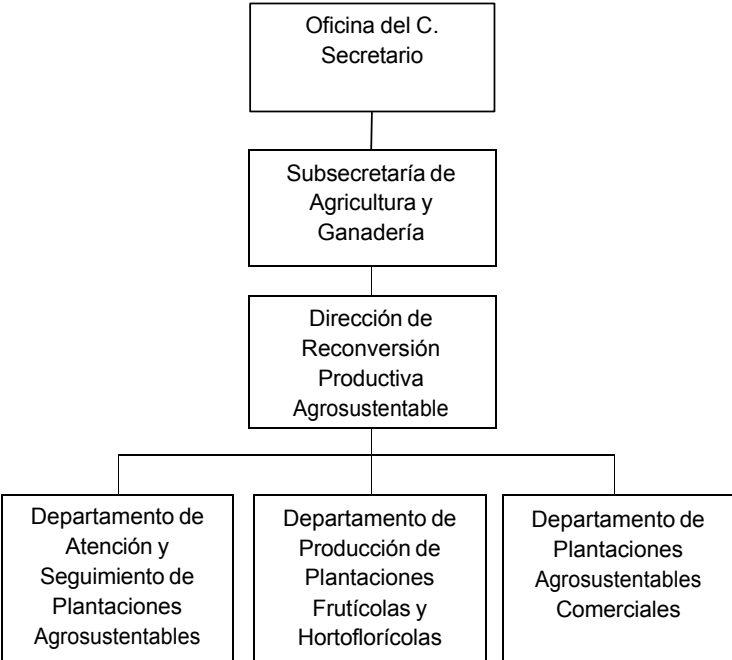 Oficina del C.
Secretario
Subsecretaría de
Agricultura y
Ganadería
Dirección de
Reconversión
Productiva
Agrosustentable
Departamento de
Atención y
Seguimiento de
Plantaciones
Agrosustentables
Departamento de
Producción de
Plantaciones
Frutícolas y
Hortoflorícolas
Departamento de
Plantaciones
Agrosustentables
Comerciales